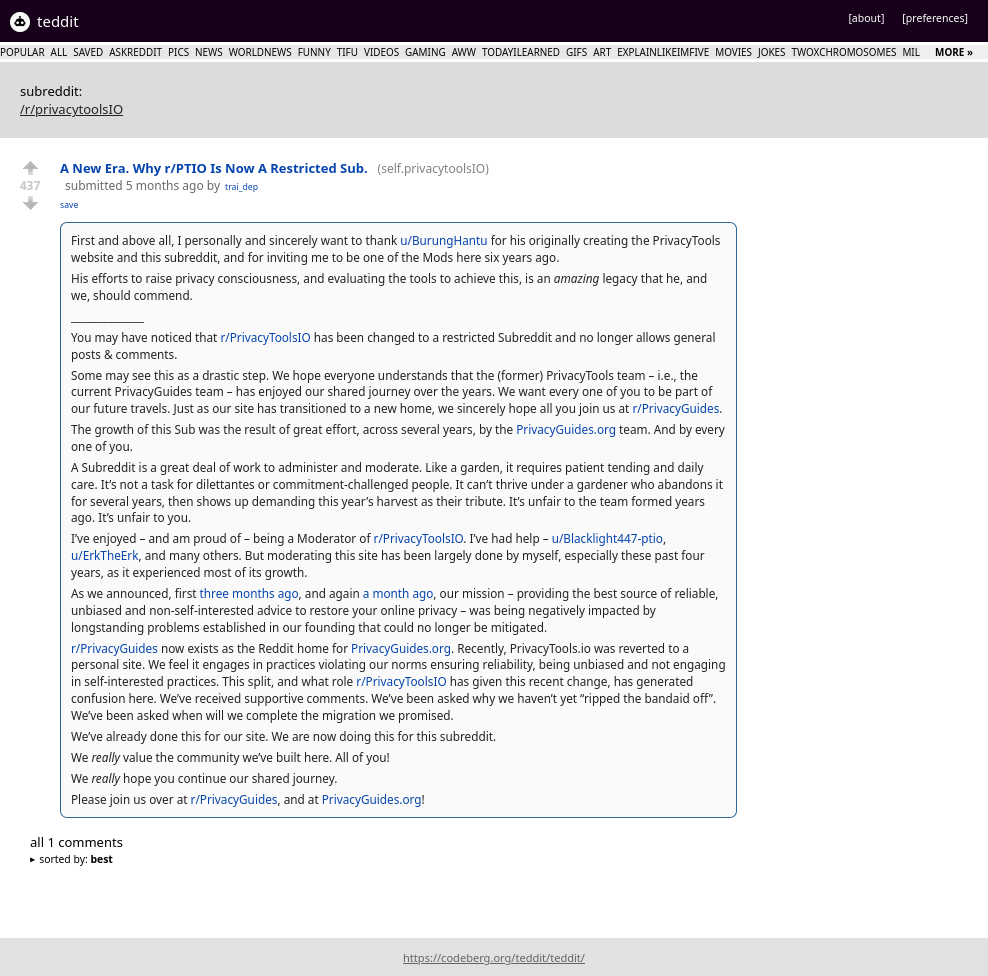 teddit
[about] [preferences]
POPULAR ALL SAVED ASKREDDIT PICS NEWS WORLDNEWS FUNNY TIFU VIDEOS GAMING AWW TODAYILEARNED GIFS ART EXPLAINLIKEIMFIVE MOVIES JOKES TWOXCHROMOSOMES MIL MORE »
subreddit:
/r/privacytoolsIO
A New Era. Why r/PTIO Is Now A Restricted Sub. (self.privacytoolsIO)
437 submitted 5 months ago by trai_dep
save
First and above all, I personally and sincerely want to thank u/BurungHantu for his originally creating the PrivacyTools
website and this subreddit, and for inviting me to be one of the Mods here six years ago.
His efforts to raise privacy consciousness, and evaluating the tools to achieve this, is an amazing legacy that he, and
we, should commend.
______________
You may have noticed that r/PrivacyToolsIO has been changed to a restricted Subreddit and no longer allows general
posts & comments.
Some may see this as a drastic step. We hope everyone understands that the (former) PrivacyTools team – i.e., the
current PrivacyGuides team – has enjoyed our shared journey over the years. We want every one of you to be part of
our future travels. Just as our site has transitioned to a new home, we sincerely hope all you join us at r/PrivacyGuides.
The growth of this Sub was the result of great effort, across several years, by the PrivacyGuides.org team. And by every
one of you.
A Subreddit is a great deal of work to administer and moderate. Like a garden, it requires patient tending and daily
care. It’s not a task for dilettantes or commitment-challenged people. It can’t thrive under a gardener who abandons it
for several years, then shows up demanding this year’s harvest as their tribute. It’s unfair to the team formed years
ago. It’s unfair to you.
I’ve enjoyed – and am proud of – being a Moderator of r/PrivacyToolsIO. I’ve had help – u/Blacklight447-ptio,
u/ErkTheErk, and many others. But moderating this site has been largely done by myself, especially these past four
years, as it experienced most of its growth.
As we announced, first three months ago, and again a month ago, our mission – providing the best source of reliable,
unbiased and non-self-interested advice to restore your online privacy – was being negatively impacted by
longstanding problems established in our founding that could no longer be mitigated.
r/PrivacyGuides now exists as the Reddit home for PrivacyGuides.org. Recently, PrivacyTools.io was reverted to a
personal site. We feel it engages in practices violating our norms ensuring reliability, being unbiased and not engaging
in self-interested practices. This split, and what role r/PrivacyToolsIO has given this recent change, has generated
confusion here. We’ve received supportive comments. We’ve been asked why we haven’t yet “ripped the bandaid off”.
We’ve been asked when will we complete the migration we promised.
We’ve already done this for our site. We are now doing this for this subreddit.
We really value the community we’ve built here. All of you!
We really hope you continue our shared journey.
Please join us over at r/PrivacyGuides, and at PrivacyGuides.org!
all 1 comments
▸ sorted by: best
https://codeberg.org/teddit/teddit/